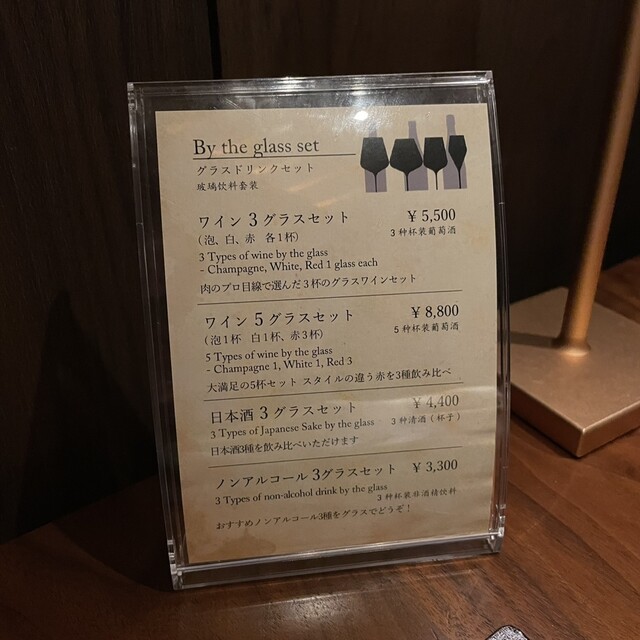 By the glass set
グラスドリンクセット
玻璃饮料套装
ワイン 3 グラスセット ¥ 5,500
(泡、白、赤 各1杯) 3 种杯装葡萄酒
3 Types of wine by the glass
- Champagne, White, Red 1 glass each
肉のプロ目線で選んだ3杯のグラスワインセット
ワイン 5 グラスセット ¥ 8,800
(泡1杯 白1杯、赤3杯) 5 种杯装葡萄酒
5 Types of wine by the glass
- Champagne 1, White 1, Red 3
大満足の5杯セット スタイルの違う赤を3種飲み比べ
日本酒 3 グラスセット ¥ 4,400
3 Types of Japanese Sake by the glass 3 种清酒 (杯子)
日本酒3種を飲み比べいただけます
ノンアルコール 3グラスセット ¥ 3,300
3 Types of non-alcohol drink by the glass 3 种杯装非酒精饮料
おすすめノンアルコール3種をグラスでどうぞ！